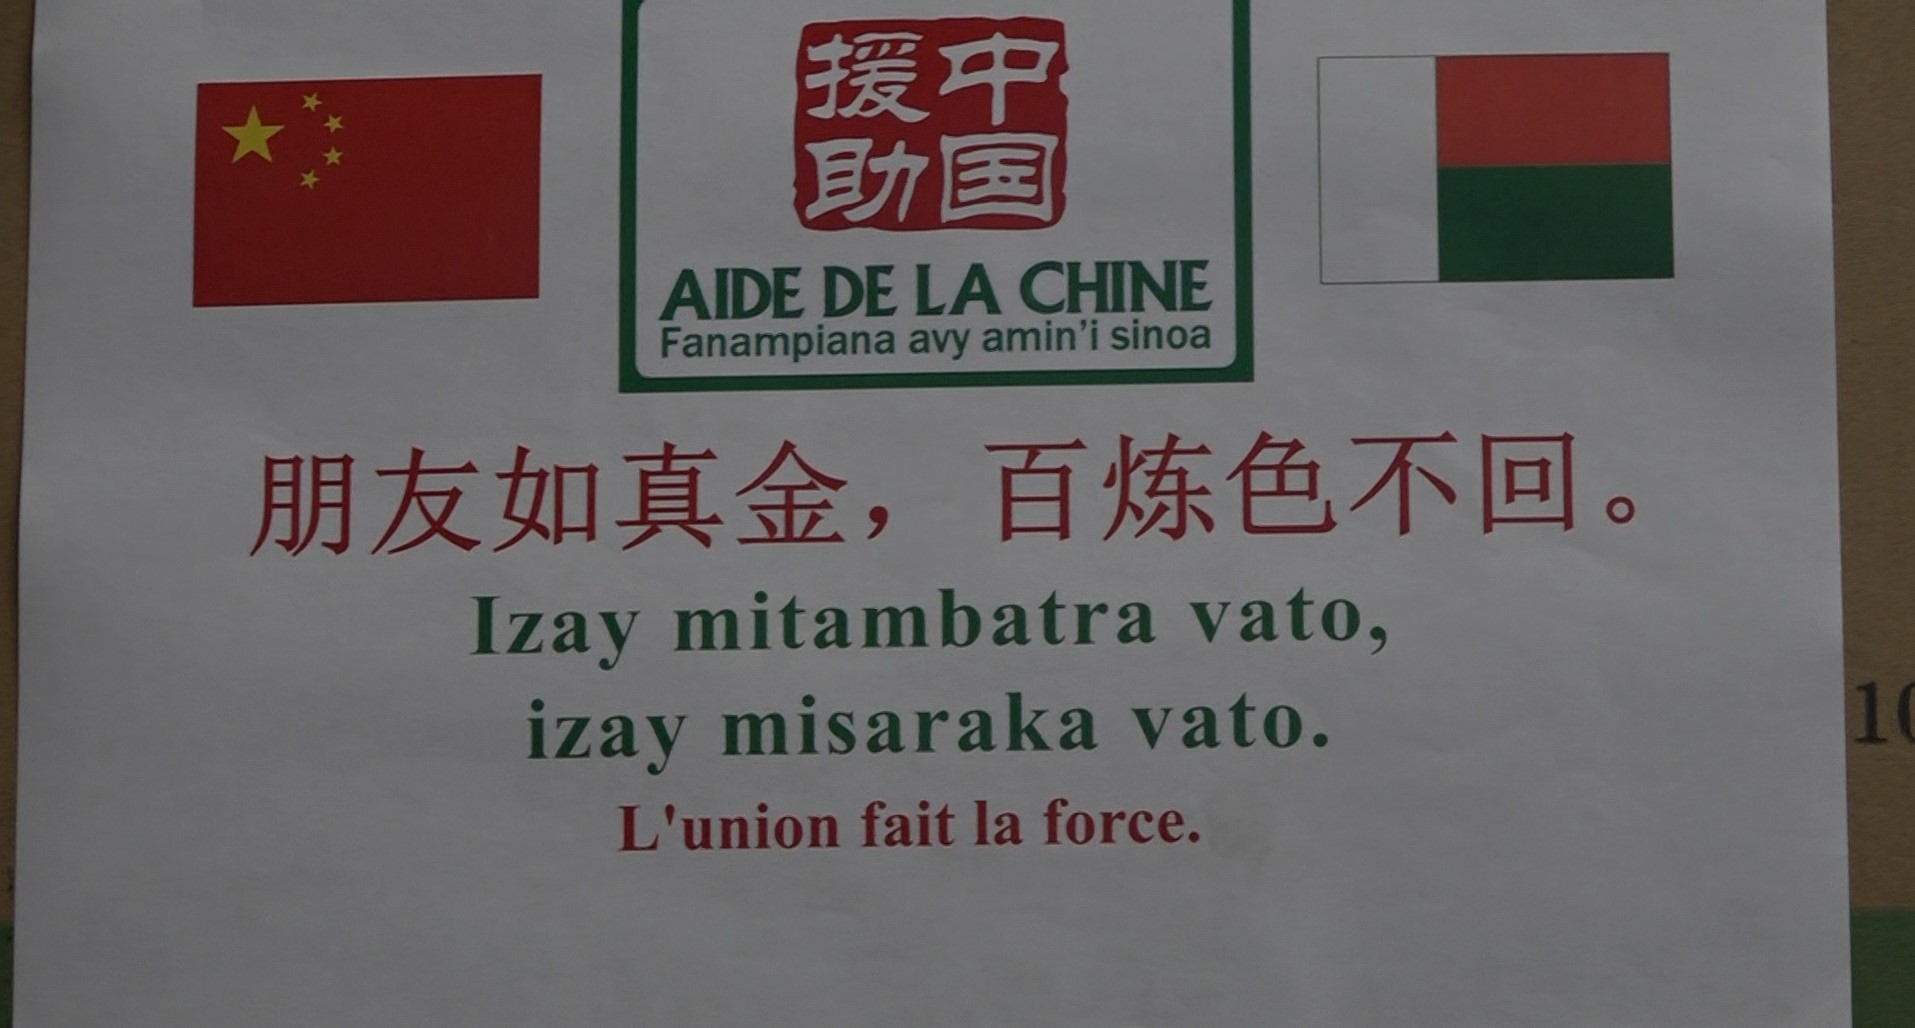 中国
援助
AIDE DE LA CHINE
Fanampiana avy amin'i sinoa
朋友如真金，百炼色不回。
Izay mitambatra vato,
izay misaraka vato.
L'union fait la force.
10